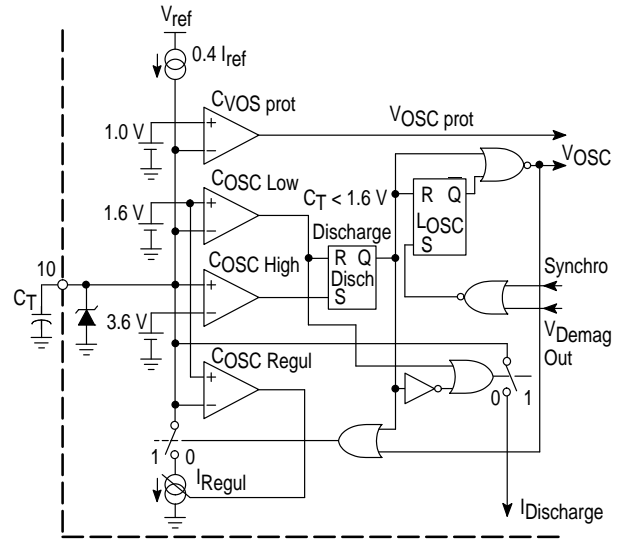 Vref
0.4 Iref
CVOS prot
1.0 V
+
−
VOSC prot
VOSC
COSC Low
1.6 V
+
−
CT < 1.6 V
R Q̅
LOSC
S
Discharge
R Q
Disch
S
10
CT
COSC High
+
−
3.6 V
Synchro
VDemag
Out
COSC Regul
+
−
0 1
1 0
IRegul
IDischarge